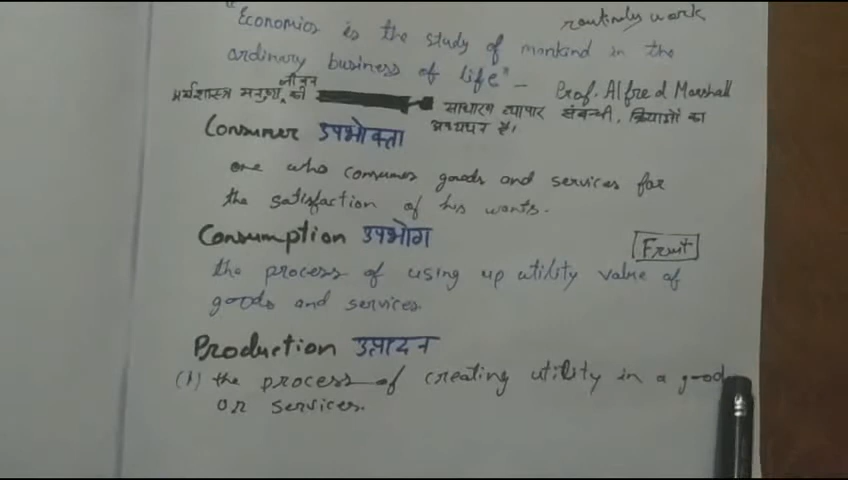 routinely work
"Economics is the study of mankind in the
ordinary business of life" - Prof. Alfred Marshall
अर्थशास्त्र मनुष्य की जीवन साधारण व्यापार संबन्धी, क्रियाओं का
अध्ययन है।
Consumer उपभोक्ता
one who consumes goods and services for
the satisfaction of his wants.
Consumption उपभोग
Fruit
the process of using up utility value of
goods and services.
Production उत्पादन
(1) the process of creating utility in a good
or services.